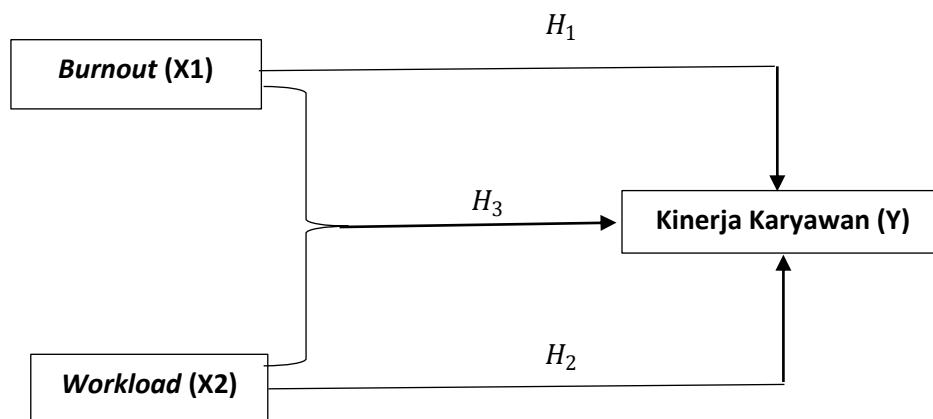 H₁
Burnout (X1)
H₃
Kinerja Karyawan (Y)
H₂
Workload (X2)